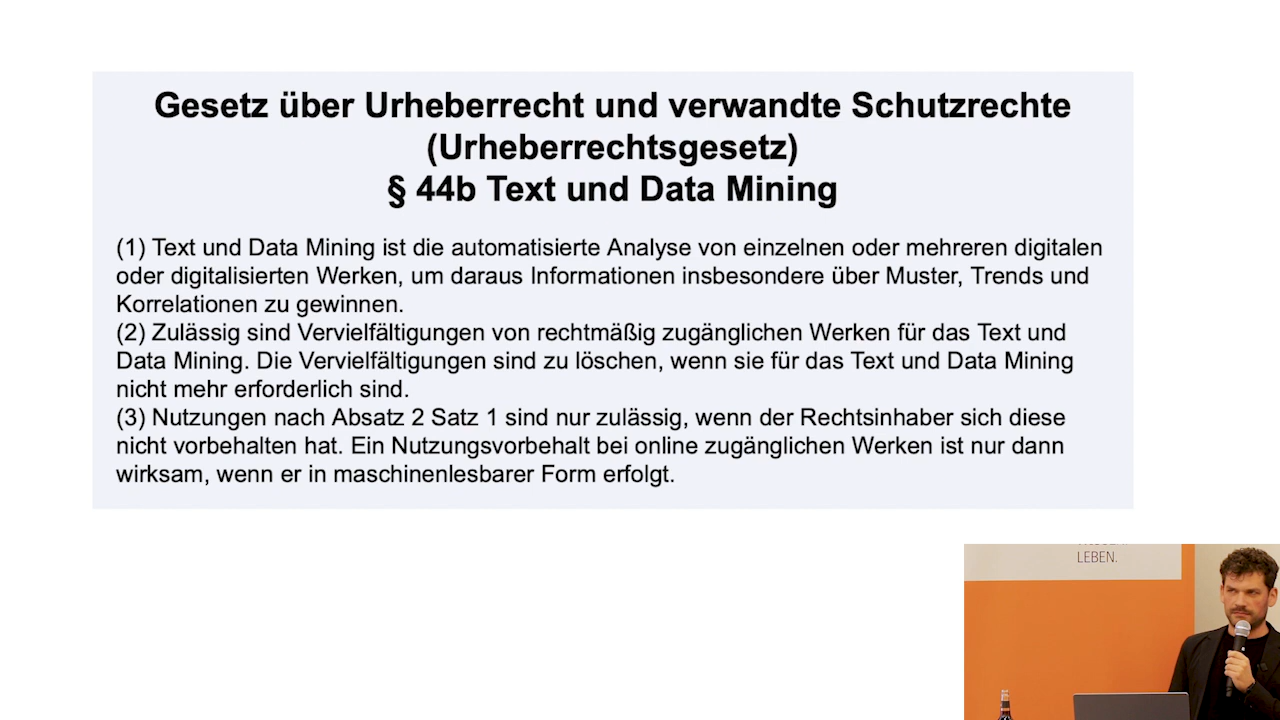 Gesetz über Urheberrecht und verwandte Schutzrechte
(Urheberrechtsgesetz)
§ 44b Text und Data Mining
(1) Text und Data Mining ist die automatisierte Analyse von einzelnen oder mehreren digitalen
oder digitalisierten Werken, um daraus Informationen insbesondere über Muster, Trends und
Korrelationen zu gewinnen.
(2) Zulässig sind Vervielfältigungen von rechtmäßig zugänglichen Werken für das Text und
Data Mining. Die Vervielfältigungen sind zu löschen, wenn sie für das Text und Data Mining
nicht mehr erforderlich sind.
(3) Nutzungen nach Absatz 2 Satz 1 sind nur zulässig, wenn der Rechtsinhaber sich diese
nicht vorbehalten hat. Ein Nutzungsvorbehalt bei online zugänglichen Werken ist nur dann
wirksam, wenn er in maschinenlesbarer Form erfolgt.
LEBEN.